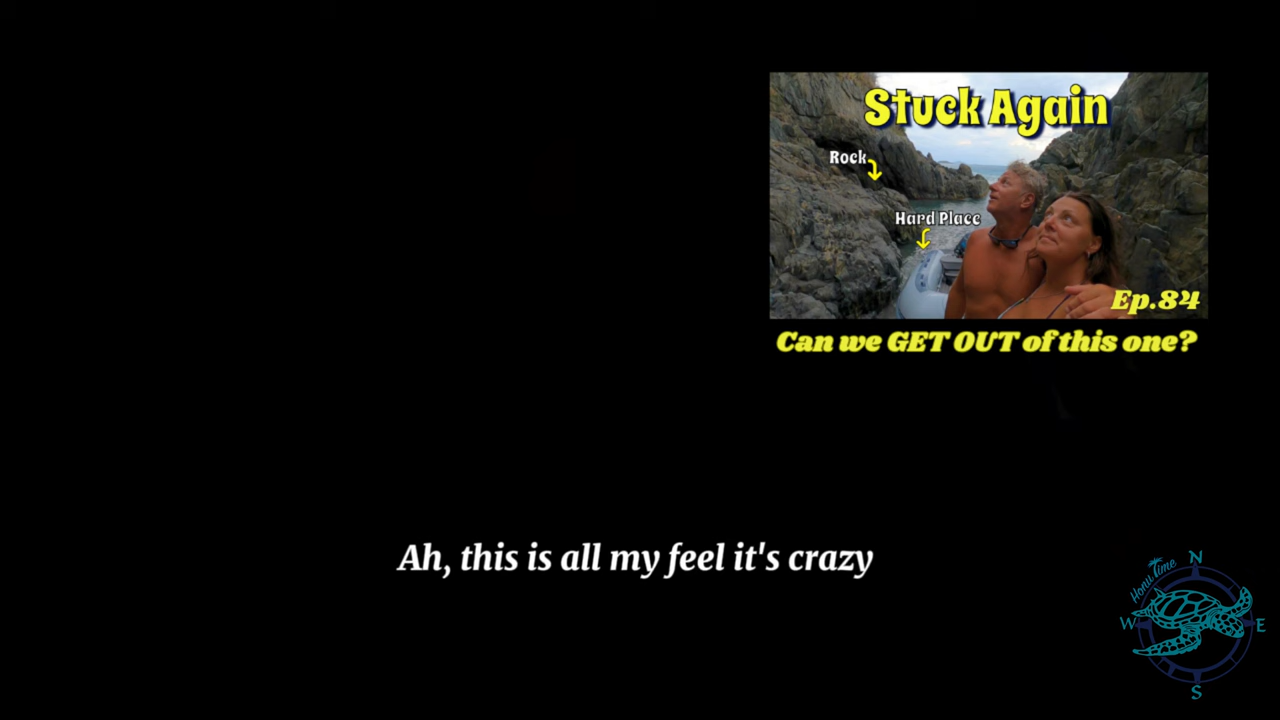 Stuck Again
Rock
Hard Place
Ep.84
Can we GET OUT of this one?
Ah, this is all my feel it's crazy
Honu Time
N
W
E
S